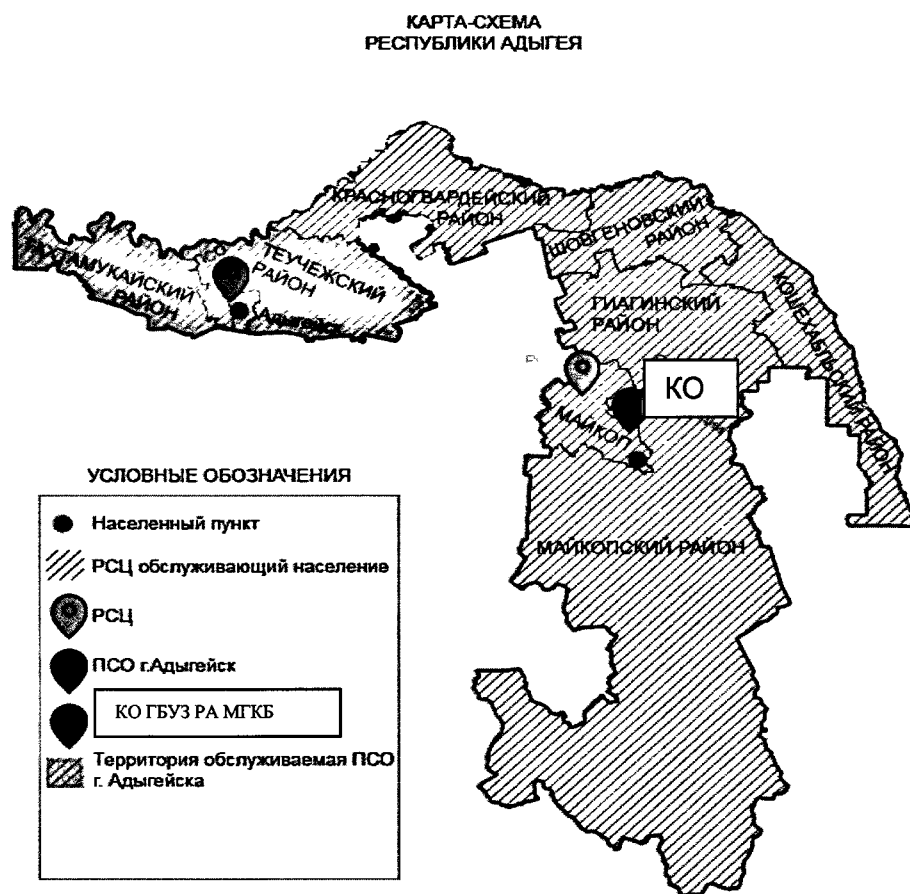 КАРТА-СХЕМА
РЕСПУБЛИКИ АДЫГЕЯ
КРАСНОГВАРДЕЙСКИЙ
РАЙОН
ШОВГЕНОВСКИЙ
РАЙОН
ТЕУЧЕЖСКИЙ
РАЙОН
РАЙОН
Адыгейск
ГИАГИНСКИЙ
РАЙОН
КОШЕХАБЛЬСКИЙ РАЙОН
КО
МАЙКОП
МАЙКОПСКИЙ РАЙОН
УСЛОВНЫЕ ОБОЗНАЧЕНИЯ
Населенный пункт
РСЦ обслуживающий население
РСЦ
ПСО г.Адыгейск
КО ГБУЗ РА МГКБ
Территория обслуживаемая ПСО
г. Адыгейска